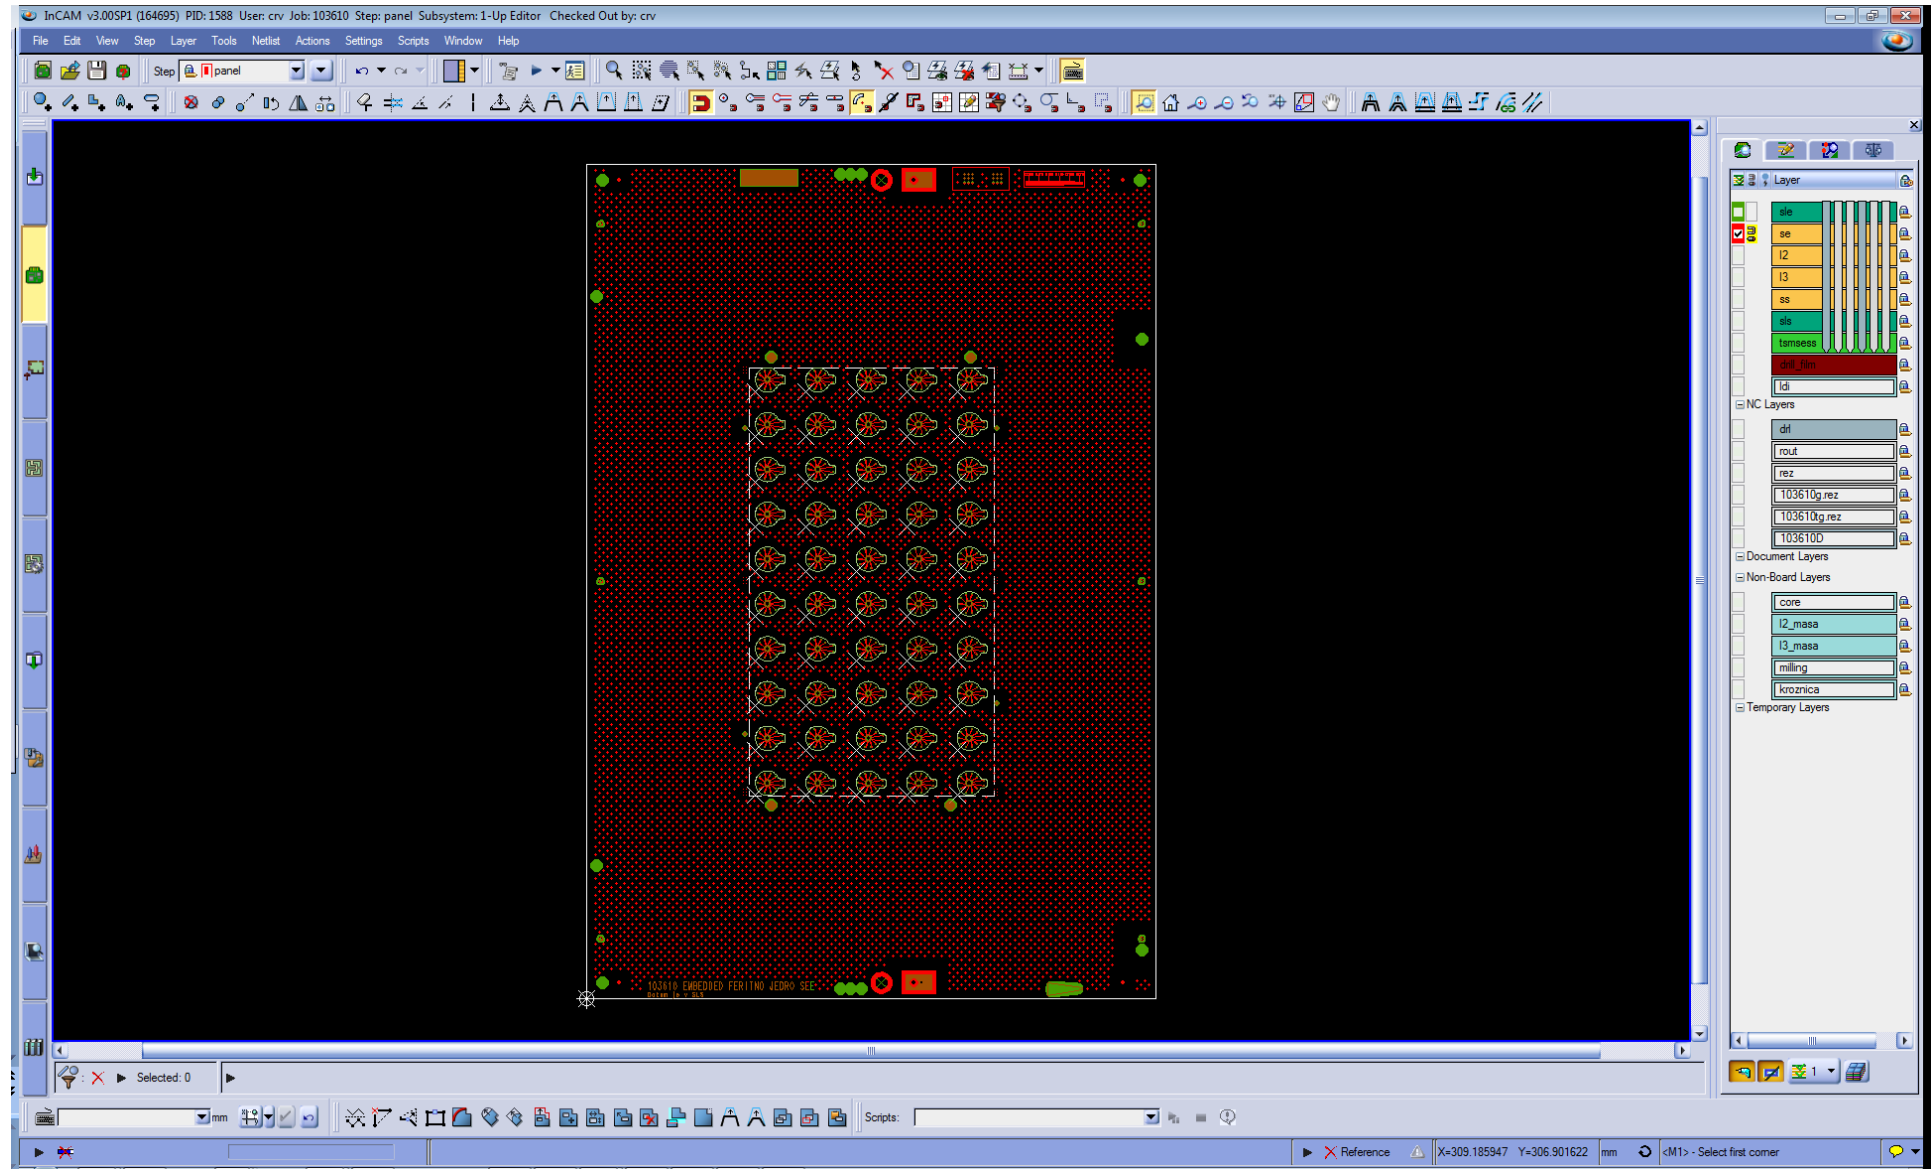 InCAM v3.00SP1 (164695) PID: 1588 User: crv Job: 103610 Step: panel Subsystem: 1-Up Editor Checked Out by: crv
File Edit View Step Layer Tools Netlist Actions Settings Scripts Window Help
Step panel
Layer
sle
se
l2
l3
ss
sls
tsmsess
drill_film
ldi
NC Layers
drl
rout
rez
103610g.rez
103610tg.rez
103610D
Document Layers
Non-Board Layers
core
l2_masa
l3_masa
milling
kroznica
Temporary Layers
103610 EMBEDDED FERITNO JEDRO SEE
Selected: 0
1
mm
Scripts:
Reference X=309.185947 Y=306.901622 mm <M1> - Select first corner